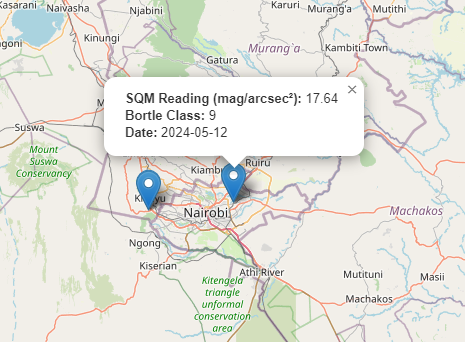 Kasarani
Naivasha
Njabini
Karuri
Murang'a
Mutithi
Kinungi
Gatura
Murang'a
Kambiti Town
SQM Reading (mag/arcsec²): 17.64
Bortle Class: 9
Date: 2024-05-12
×
Suswa
Mount
Suswa
Conservancy
Ruiru
Nairobi
Machakos
Ngong
Kiserian
Athi River
Kitengela
triangle
unformal
conservation
area
Mutituni
Machakos
Masii